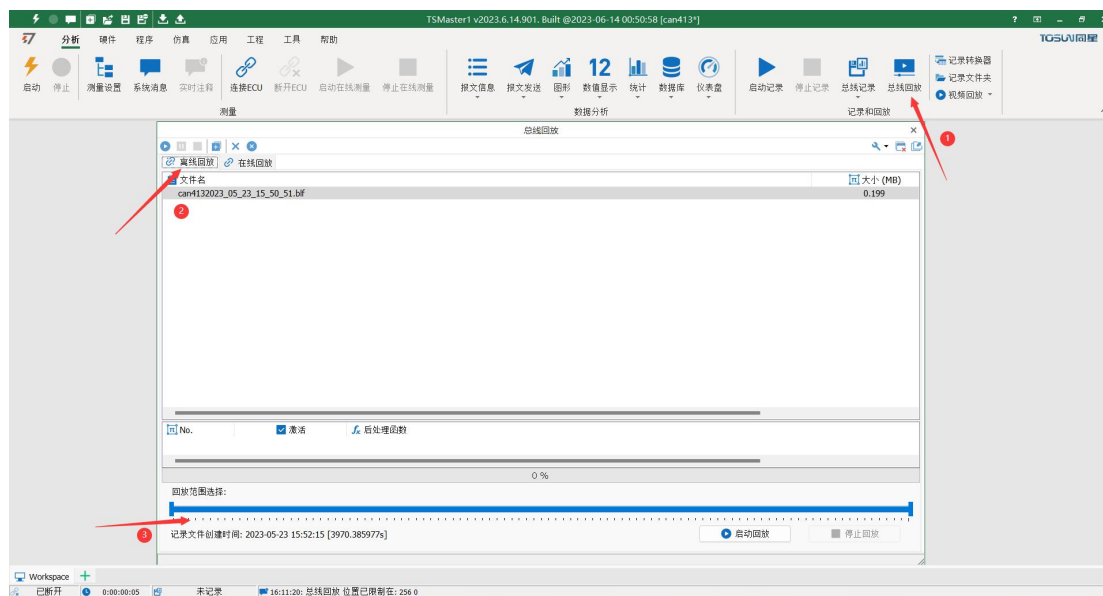 TSMaster1 v2023.6.14.901. Built @2023-06-14 00:50:58 [can413*]
分析 硬件 程序 仿真 应用 工程 工具 帮助
TOSUN同星
启动 停止 测量设置 系统消息 实时注释 连接ECU 断开ECU 启动在线测量 停止在线测量 报文信息 报文发送 图形 12 数值显示 统计 数据库 仪表盘 启动记录 停止记录 总线记录 总线回放
记录转换器
记录文件夹
视频回放
测量 数据分析 记录和回放
总线回放
1
离线回放 在线回放
文件名 大小 (MB)
can4132023_05_23_15_50_51.blf 0.199
2
No. 激活 fx 后处理函数
0 %
回放范围选择:
3
记录文件创建时间: 2023-05-23 15:52:15 [3970.385977s]
启动回放 停止回放
Workspace
已断开 0:00:00:05 未记录 16:11:20: 总线回放 位置已限制在: 256 0